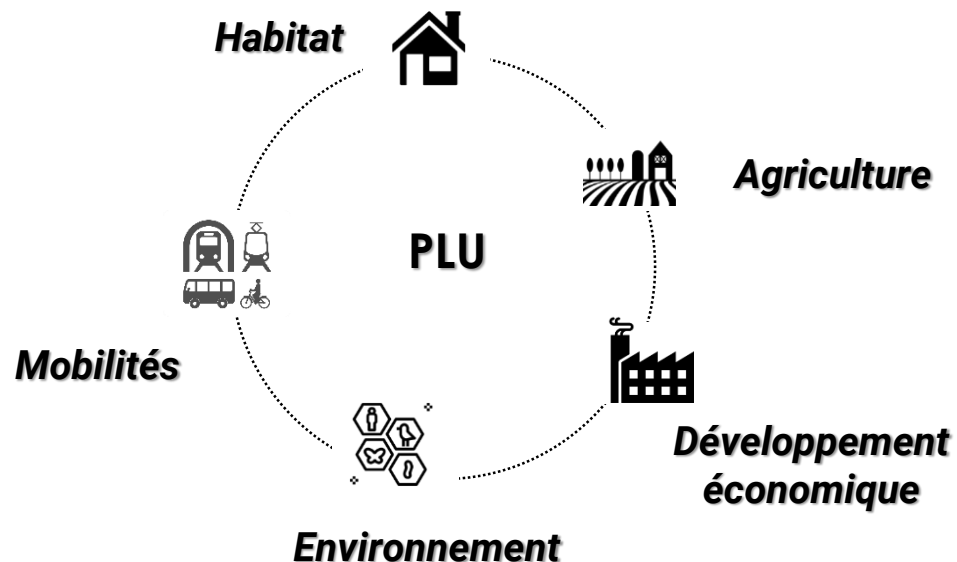 Habitat
Agriculture
PLU
Mobilités
Développement
économique
Environnement